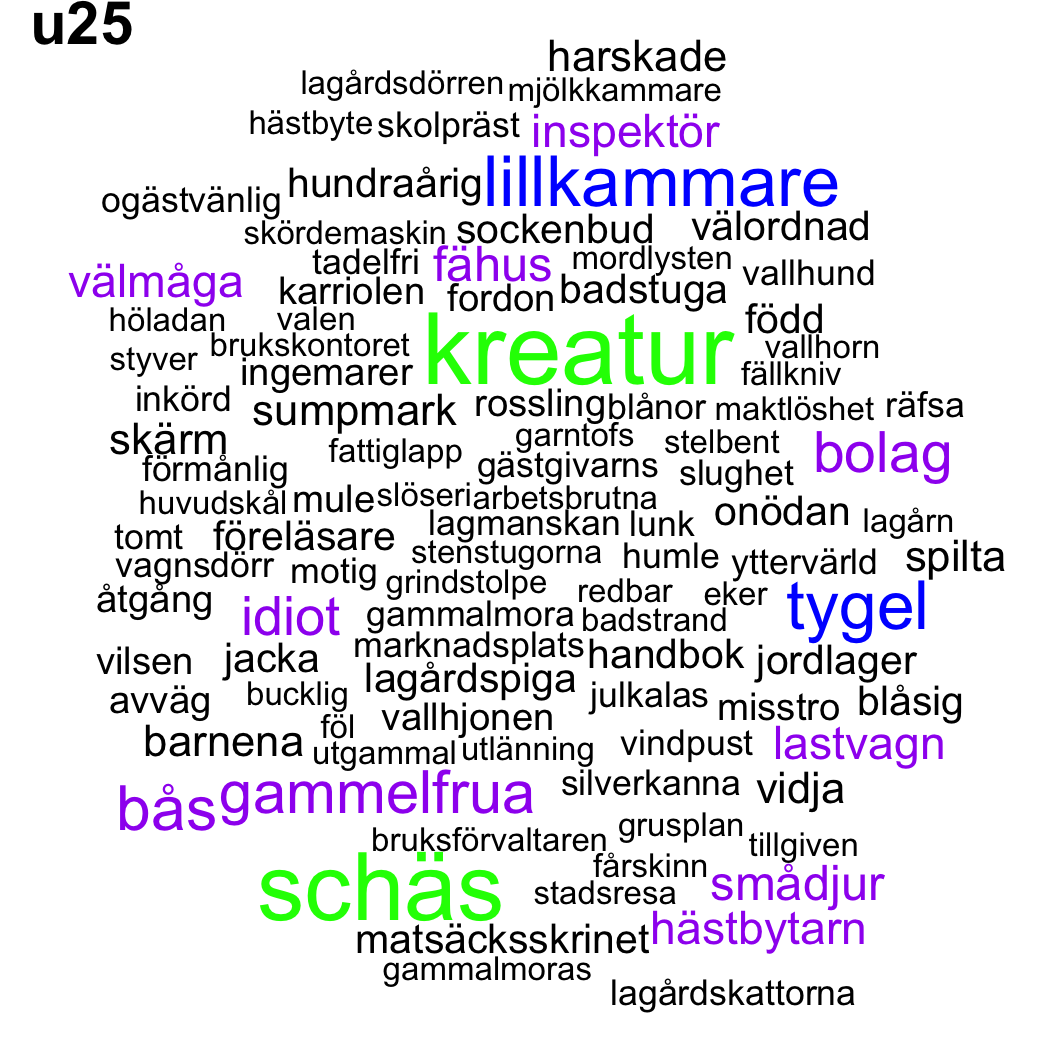 u25
harskade
lagårdsdörren mjölkkammare
hästbyte skolpräst inspektör
ogästvänlig hundraårig lillkammare
skördemaskin sockenbud välordnad
välmåga tadelfri fähus mordlysten vallhund
karriolen fordon badstuga
höladan valen kreatur född
styver brukskontoret vallhorn
ingemarer fällkniv
inkörd sumpmark rossling blånor maktlöshet räfsa
skärm fattiglapp garntofs stelbent bolag
förmånlig gästgivarns slughet
huvudskål mule slöseri arbetsbrutna onödan lagårn
tomt föreläsare lagmanskan lunk
vagnsdörr motig stenstugorna humle yttervärld spilta
åtgång grindstolpe redbar eker tygel
idiot gammalmora badstrand
vilsen jacka marknadsplats handbok jordlager
avväg bucklig lagårdspiga julkalas misstro blåsig
barnena föl vallhjonen
utgammal utlänning vindpust lastvagn
bås gammelfrua silverkanna vidja
bruksförvaltaren grusplan tillgiven
schäs fårskinn
stadsresa smådjur
matsäcksskrinet hästbytarn
gammalmoras
lagårdskattorna